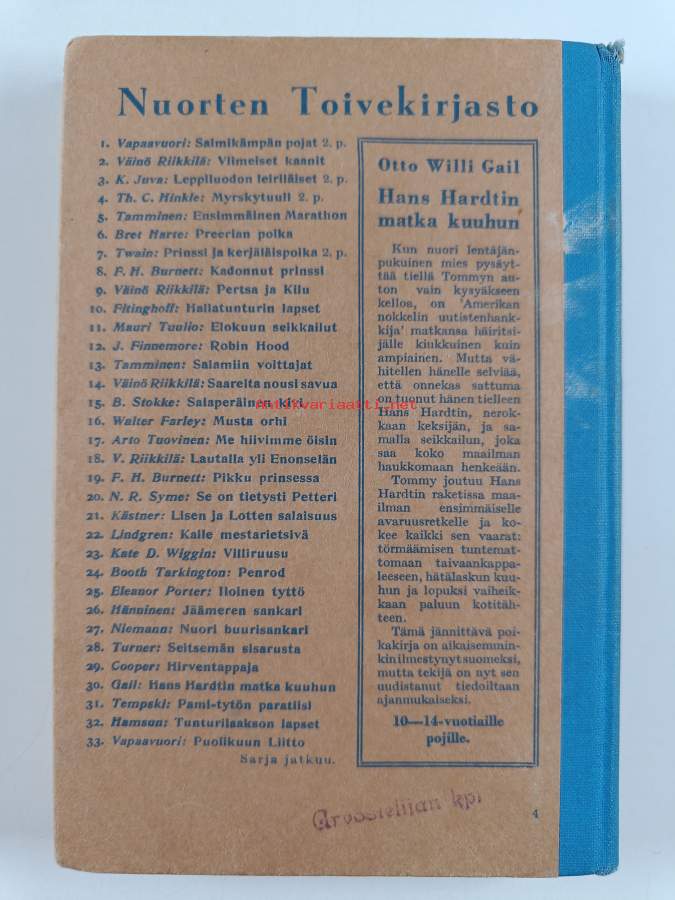 Nuorten Toivekirjasto
1. Vapaavuori: Salmikämpän pojat 2. p.
2. Väinö Riikkilä: Viimeiset kaanit
3. K. Juva: Leppiluodon leiriläiset 2. p.
4. Th. C. Hinkle: Myrskytuuli 2. p.
5. Tamminen: Ensimmäinen Marathon
6. Bret Harte: Preerian poika
7. Twain: Prinssi ja kerjäläispoika 2. p.
8. F. H. Burnett: Kadonnut prinssi
9. Väinö Riikkilä: Pertsa ja Kilu
10. Fitinghoff: Hallatunturin lapset
11. Mauri Tuulio: Elokuun seikkailut
12. J. Finnemore: Robin Hood
13. Tamminen: Salamiin voittajat
14. Väinö Riikkilä: Saarelta nousi savua
15. B. Stokke: Salaperäinen kivi
16. Walter Farley: Musta orhi
17. Arto Tuovinen: Me hiivimme öisin
18. V. Riikkilä: Lautalla yli Enonselän
19. F. H. Burnett: Pikku prinsessa
20. N. R. Syme: Se on tietysti Petteri
21. Kästner: Lisen ja Lotten salaisuus
22. Lindgren: Kalle mestarietsivä
23. Kate D. Wiggin: Villiruusu
24. Booth Tarkington: Penrod
25. Eleanor Porter: Iloinen tyttö
26. Hänninen: Jäämeren sankari
27. Niemann: Nuori buurisankari
28. Turner: Seitsemän sisarusta
29. Cooper: Hirventappaja
30. Gail: Hans Hardtin matka kuuhun
31. Tempski: Pami-tytön paratiisi
32. Hamsun: Tunturilaakson lapset
33. Vapaavuori: Puolikuun Liitto
Sarja jatkuu.
Otto Willi Gail
Hans Hardtin
matka kuuhun
Kun nuori lentäjän-
pukuinen mies pysäyt-
tää tiellä Tommyn au-
ton vain kysyäkseen
kelloa, on 'Amerikan
nokkelin uutistenhank-
kija' matkansa häiritsi-
jälle kiukkuinen kuin
ampiainen. Mutta vä-
hitellen hänelle selviää,
että onnekas sattuma
on tuonut hänen tielleen
Hans Hardtin, nerok-
kaan keksijän, ja sa-
malla seikkailun, joka
saa koko maailman
haukkomaan henkeään.
Tommy joutuu Hans
Hardtin raketissa maa-
ilman ensimmäiselle
avaruusretkelle ja ko-
kee kaikki sen vaarat:
törmäämisen tuntemat-
tomaan taivaankappa-
leeseen, hätälaskun kuu-
hun ja lopuksi vaiheik-
kaan paluun kotitäh-
teen.
Tämä jännittävä poi-
kakirja on aikaisemmin-
kin ilmestynyt suomeksi,
mutta tekijä on nyt sen
uudistanut tiedoiltaan
ajanmukaiseksi.
10—14-vuotiaille
pojille.
antikvariaatti.net
Arvostelijan kpl
4